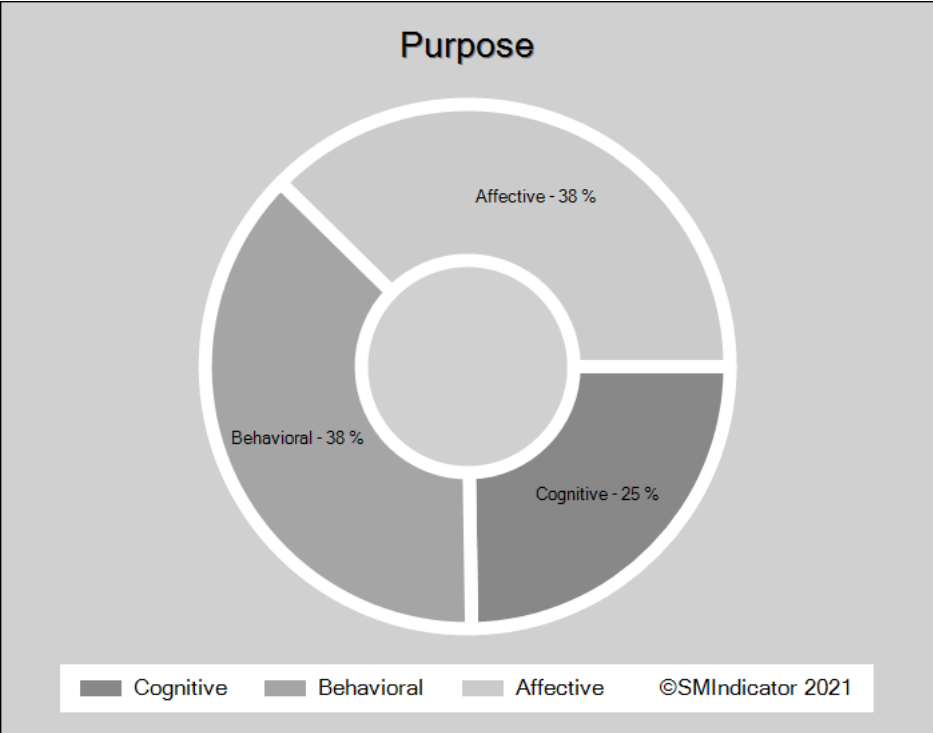 Purpose
Affective - 38 %
Behavioral - 38 %
Cognitive - 25 %
Cognitive Behavioral Affective ©SMIndicator 2021